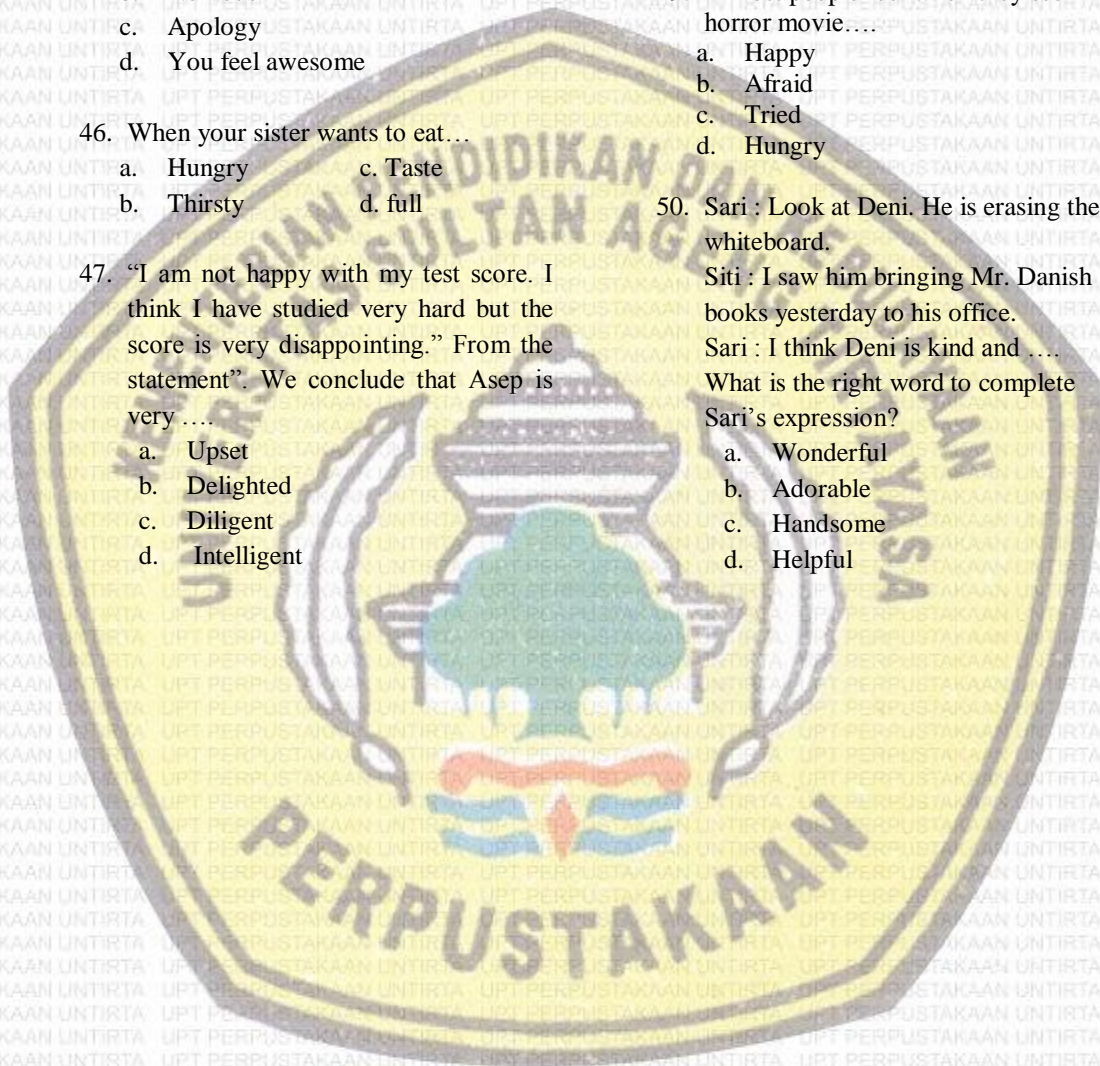 c. Apology
d. You feel awesome
46. When your sister wants to eat…
a. Hungry c. Taste
b. Thirsty d. full
47. “I am not happy with my test score. I
think I have studied very hard but the
score is very disappointing.” From the
statement”. We conclude that Asep is
very ….
a. Upset
b. Delighted
c. Diligent
d. Intelligent
horror movie….
a. Happy
b. Afraid
c. Tried
d. Hungry
50. Sari : Look at Deni. He is erasing the
whiteboard.
Siti : I saw him bringing Mr. Danish
books yesterday to his office.
Sari : I think Deni is kind and ….
What is the right word to complete
Sari’s expression?
a. Wonderful
b. Adorable
c. Handsome
d. Helpful
PERPUSTAKAAN